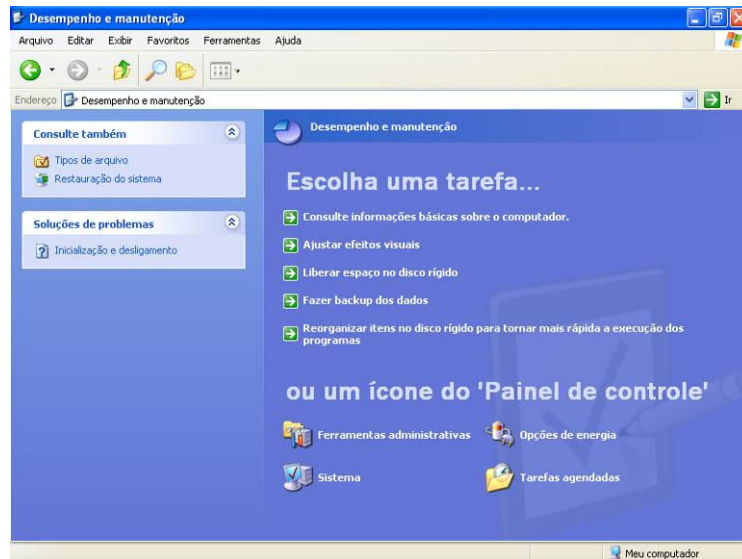 Desempenho e manutenção
Arquivo Editar Exibir Favoritos Ferramentas Ajuda
Endereço Desempenho e manutenção Ir
Consulte também
Tipos de arquivo
Restauração do sistema
Soluções de problemas
Inicialização e desligamento
Desempenho e manutenção
Escolha uma tarefa...
Consulte informações básicas sobre o computador.
Ajustar efeitos visuais
Liberar espaço no disco rígido
Fazer backup dos dados
Reorganizar itens no disco rígido para tornar mais rápida a execução dos
programas
ou um ícone do 'Painel de controle'
Ferramentas administrativas Opções de energia
Sistema Tarefas agendadas
Meu computador